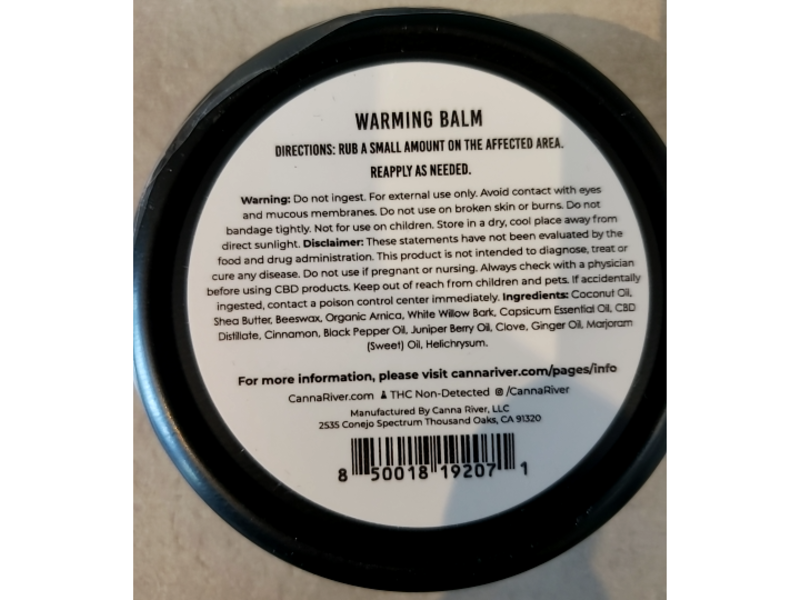 WARMING BALM
DIRECTIONS: RUB A SMALL AMOUNT ON THE AFFECTED AREA.
REAPPLY AS NEEDED.
Warning: Do not ingest. For external use only. Avoid contact with eyes
and mucous membranes. Do not use on broken skin or burns. Do not
bandage tightly. Not for use on children. Store in a dry, cool place away from
direct sunlight. Disclaimer: These statements have not been evaluated by the
food and drug administration. This product is not intended to diagnose, treat or
cure any disease. Do not use if pregnant or nursing. Always check with a physician
before using CBD products. Keep out of reach from children and pets. If accidentally
ingested, contact a poison control center immediately. Ingredients: Coconut Oil,
Shea Butter, Beeswax, Organic Arnica, White Willow Bark, Capsicum Essential Oil, CBD
Distillate, Cinnamon, Black Pepper Oil, Juniper Berry Oil, Clove, Ginger Oil, Marjoram
(Sweet) Oil, Helichrysum.
For more information, please visit cannariver.com/pages/info
CannaRiver.com THC Non-Detected /CannaRiver
Manufactured By Canna River, LLC
2535 Conejo Spectrum Thousand Oaks, CA 91320
8 50018 19207 1